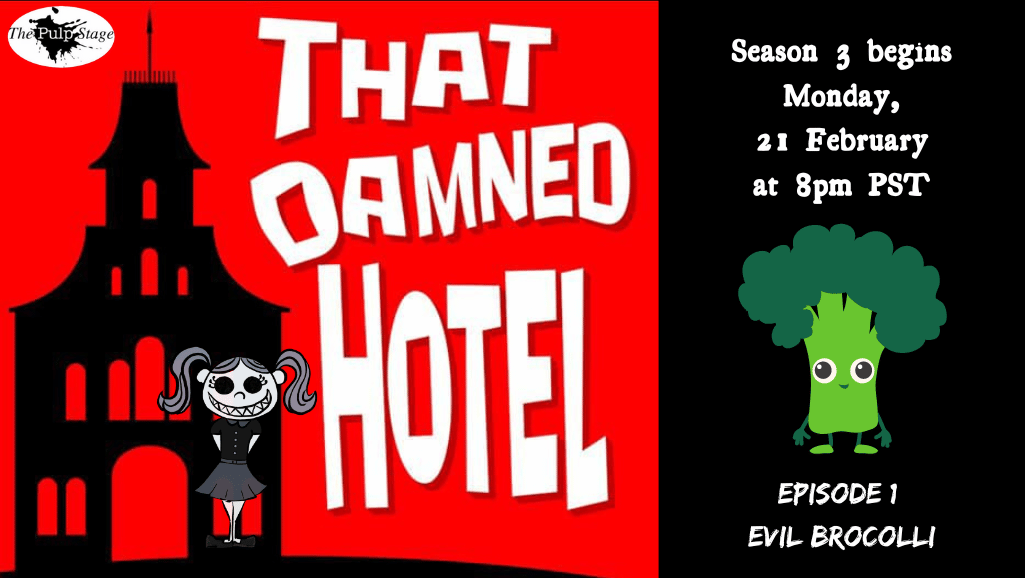 The Pulp Stage
THAT
DAMNED
HOTEL
Season 3 begins
Monday,
21 February
at 8pm PST
EPISODE 1
EVIL BROCOLLI